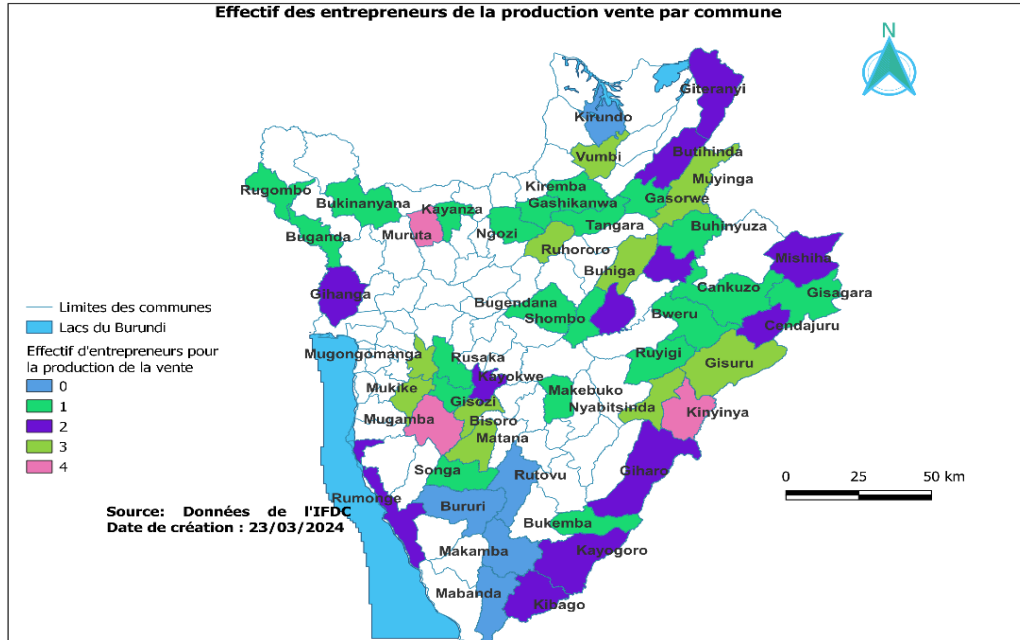 Effectif des entrepreneurs de la production vente par commune
N
Giteranyi
Kirundo
Vumbi
Butihinda
Muyinga
Rugombo
Kiremba
Bukinanyana
Kayanza
Gashikanwa
Gasorwe
Buganda
Muruta
Ngozi
Tangara
Buhinyuza
Ruhororo
Buhiga
Mishiha
Gihanga
Cankuzo
Gisagara
Bugendana
Shombo
Bweru
Cendajuru
Limites des communes
Lacs du Burundi
Effectif d'entrepreneurs pour
la production de la vente
0
1
2
3
4
Mugongomanga
Rusaka
Ruyigi
Gisuru
Kayokwe
Mukike
Gisozi
Makebuko
Nyabitsinda
Kinyinya
Mugamba
Bisoro
Matana
Songa
Rutovu
Giharo
Rumonge
Bururi
Bukemba
Makamba
Kayogoro
Mabanda
Kibago
0 25 50 km
Source: Données de l'IFDC
Date de création : 23/03/2024